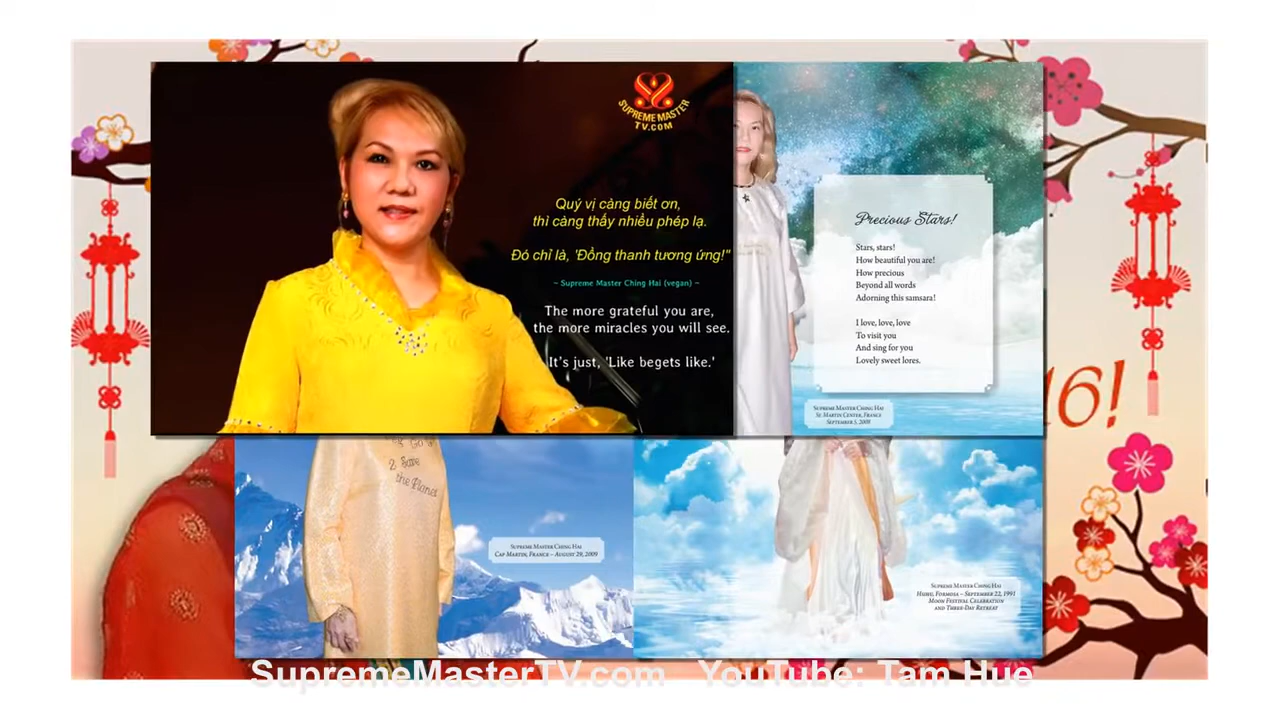 SUPREME MASTER
TV.COM
Quý vị càng biết ơn,
thì càng thấy nhiều phép lạ.
Đó chỉ là, 'Đồng thanh tương ứng!"
~ Supreme Master Ching Hai (vegan) ~
The more grateful you are,
the more miracles you will see.
It's just, 'Like begets like.'
Precious Stars!
Stars, stars!
How beautiful you are!
How precious
Beyond all words
Adorning this samsara!
I love, love, love
To visit you
And sing for you
Lovely sweet lores.
Supreme Master Ching Hai
St. Martin Center, France
September 5, 2009
16!
2 Save
the Planet
Supreme Master Ching Hai
Cap Martin, France – August 29, 2009
Supreme Master Ching Hai
Hsihu, Formosa – September 22, 1991
Moon Festival Celebration
and Three-Day Retreat
SupremeMasterTV.com YouTube: Tam Hue